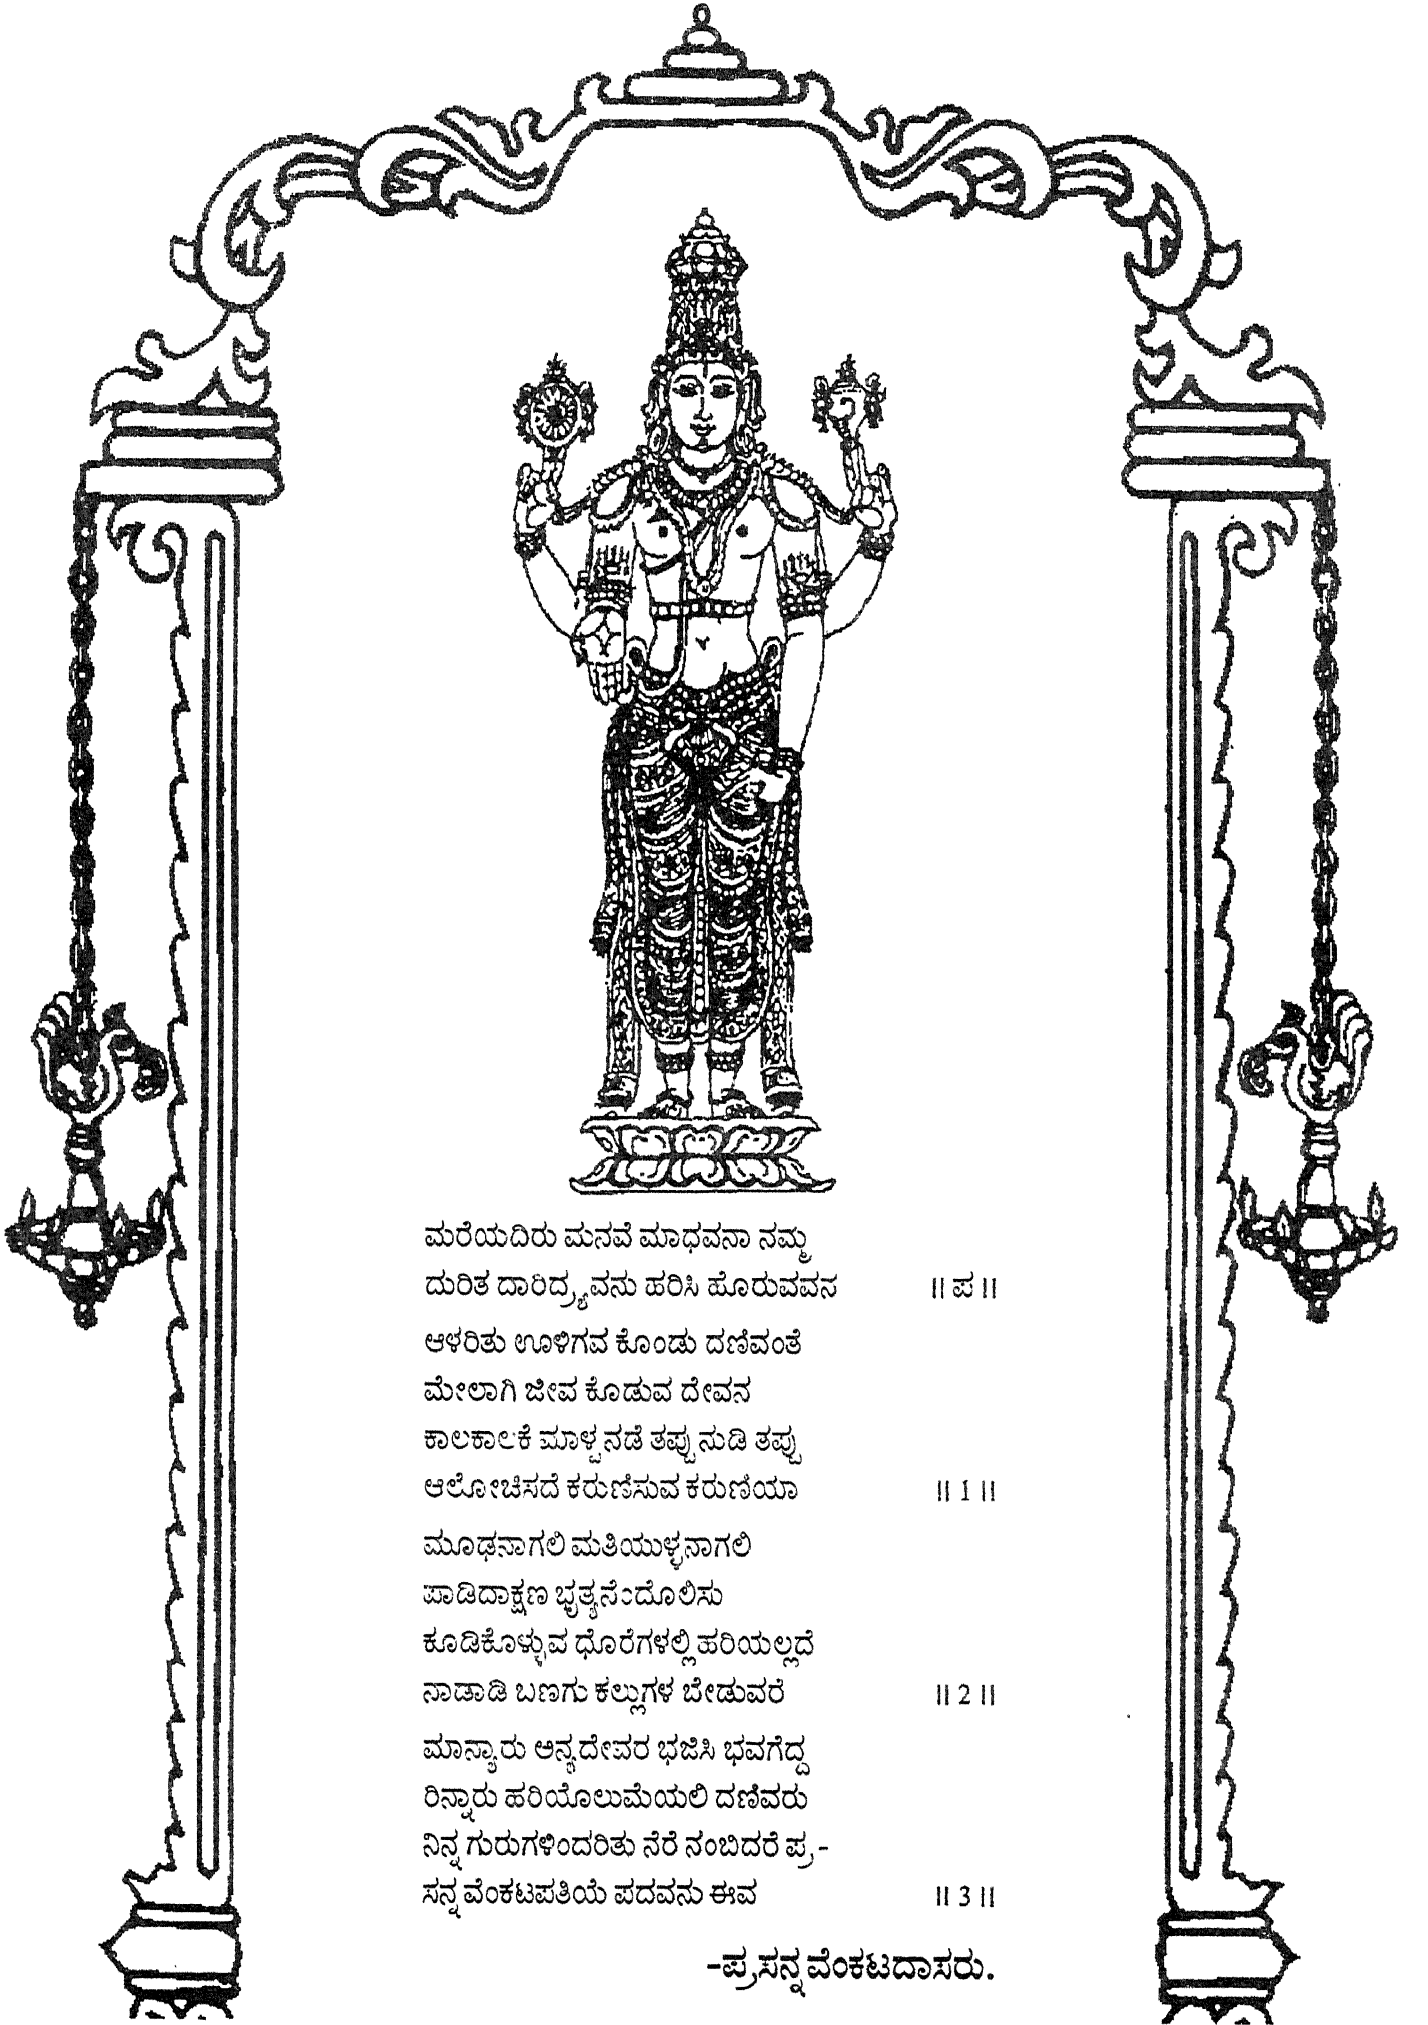 ಮರೆಯದಿರು ಮನವೆ ಮಾಧವನಾ ನಮ್ಮ
ದುರಿತ ದಾರಿದ್ರ್ಯವನು ಹರಿಸಿ ಹೊರುವವನ ॥ ಪ ॥
ಆಳರಿತು ಊಳಿಗವ ಕೊಂಡು ದಣಿವಂತೆ
ಮೇಲಾಗಿ ಜೀವ ಕೊಡುವ ದೇವನ
ಕಾಲಕಾಲಕೆ ಮಾಳ್ಪ ನಡೆ ತಪ್ಪು ನುಡಿ ತಪ್ಪು
ಆಲೋಚಿಸದೆ ಕರುಣಿಸುವ ಕರುಣಿಯಾ ॥ 1 ॥
ಮೂಢನಾಗಲಿ ಮತಿಯುಳ್ಳನಾಗಲಿ
ಪಾಡಿದಾಕ್ಷಣ ಭೃತ್ಯನೆಂದೊಲಿಸು
ಕೂಡಿಕೊಳ್ಳುವ ಧೊರೆಗಳಲ್ಲಿ ಹರಿಯಲ್ಲದೆ
ನಾಡಾಡಿ ಬಣಗು ಕಲ್ಲುಗಳ ಬೇಡುವರೆ ॥ 2 ॥
ಮಾನ್ಯಾರು ಅನ್ಯದೇವರ ಭಜಿಸಿ ಭವಗೆದ್ದ
ರಿನ್ನಾರು ಹರಿಯೊಲುಮೆಯಲಿ ದಣಿವರು
ನಿನ್ನ ಗುರುಗಳಿಂದರಿತು ನೆರೆ ನಂಬಿದರೆ ಪ್ರ-
ಸನ್ನ ವೆಂಕಟಪತಿಯೆ ಪದವನು ಈವ ॥ 3 ॥
-ಪ್ರಸನ್ನ ವೆಂಕಟದಾಸರು.